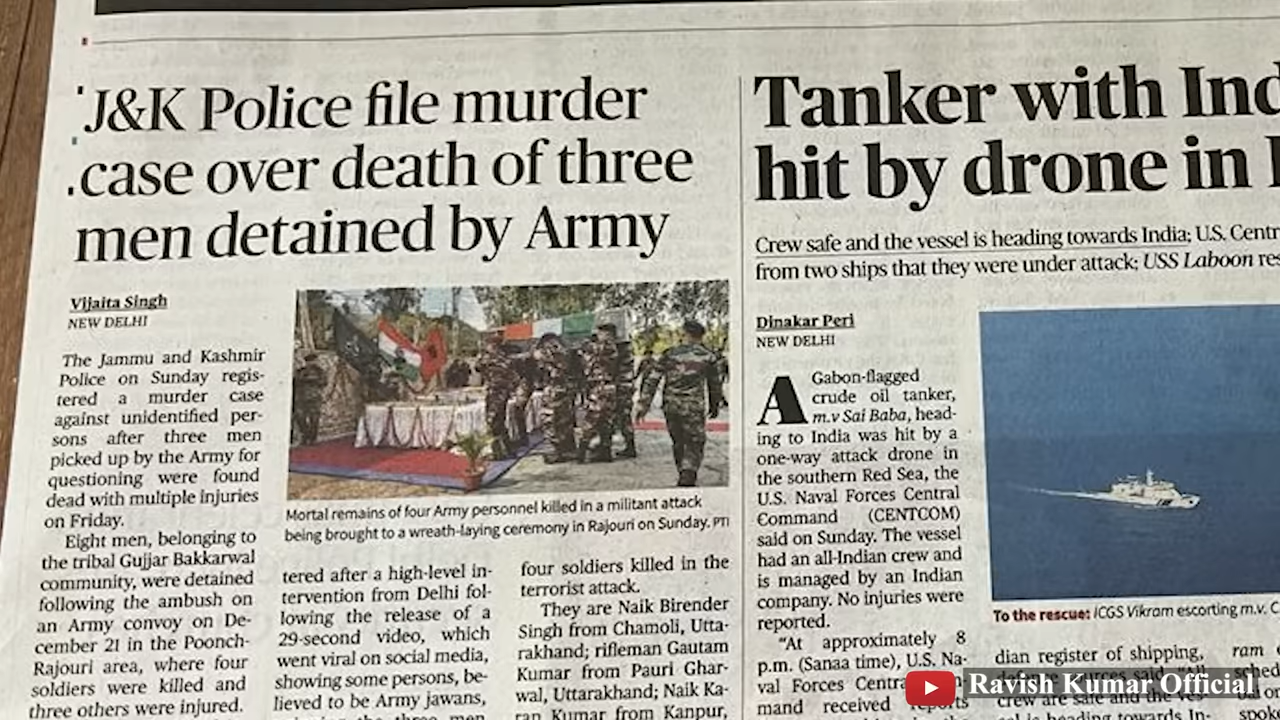 J&K Police file murder
case over death of three
men detained by Army
Vijaita Singh
NEW DELHI
The Jammu and Kashmir
Police on Sunday regis-
tered a murder case
against unidentified per-
sons after three men
picked up by the Army for
questioning were found
dead with multiple injuries
on Friday.
Eight men, belonging to
the tribal Gujjar Bakkarwal
community, were detained
following the ambush on
an Army convoy on De-
cember 21 in the Poonch-
Rajouri area, where four
soldiers were killed and
three others were injured.
Mortal remains of four Army personnel killed in a militant attack
being brought to a wreath-laying ceremony in Rajouri on Sunday. PTI
tered after a high-level in-
tervention from Delhi fol-
lowing the release of a
29-second video, which
went viral on social media,
showing some persons, be-
lieved to be Army jawans,
the three men
four soldiers killed in the
terrorist attack.
They are Naik Birender
Singh from Chamoli, Utta-
rakhand; rifleman Gautam
Kumar from Pauri Ghar-
wal, Uttarakhand; Naik Ka-
ran Kumar from Kanpur,
Tanker with Ind
hit by drone in
Crew safe and the vessel is heading towards India; U.S. Centr
from two ships that they were under attack; USS Laboon res
Dinakar Peri
NEW DELHI
A Gabon-flagged
crude oil tanker,
m.v Sai Baba, head-
ing to India was hit by a
one-way attack drone in
the southern Red Sea, the
U.S. Naval Forces Central
Command (CENTCOM)
said on Sunday. The vessel
had an all-Indian crew and
is managed by an Indian
company. No injuries were
reported.
"At approximately 8
p.m. (Sanaa time), U.S. Na-
val Forces Centr
mand received reports
To the rescue: ICGS Vikram escorting m.v.
dian register of shipping,
crew are safe and the
is heading towards In-
ram
sched
spok
Ravish Kumar Official